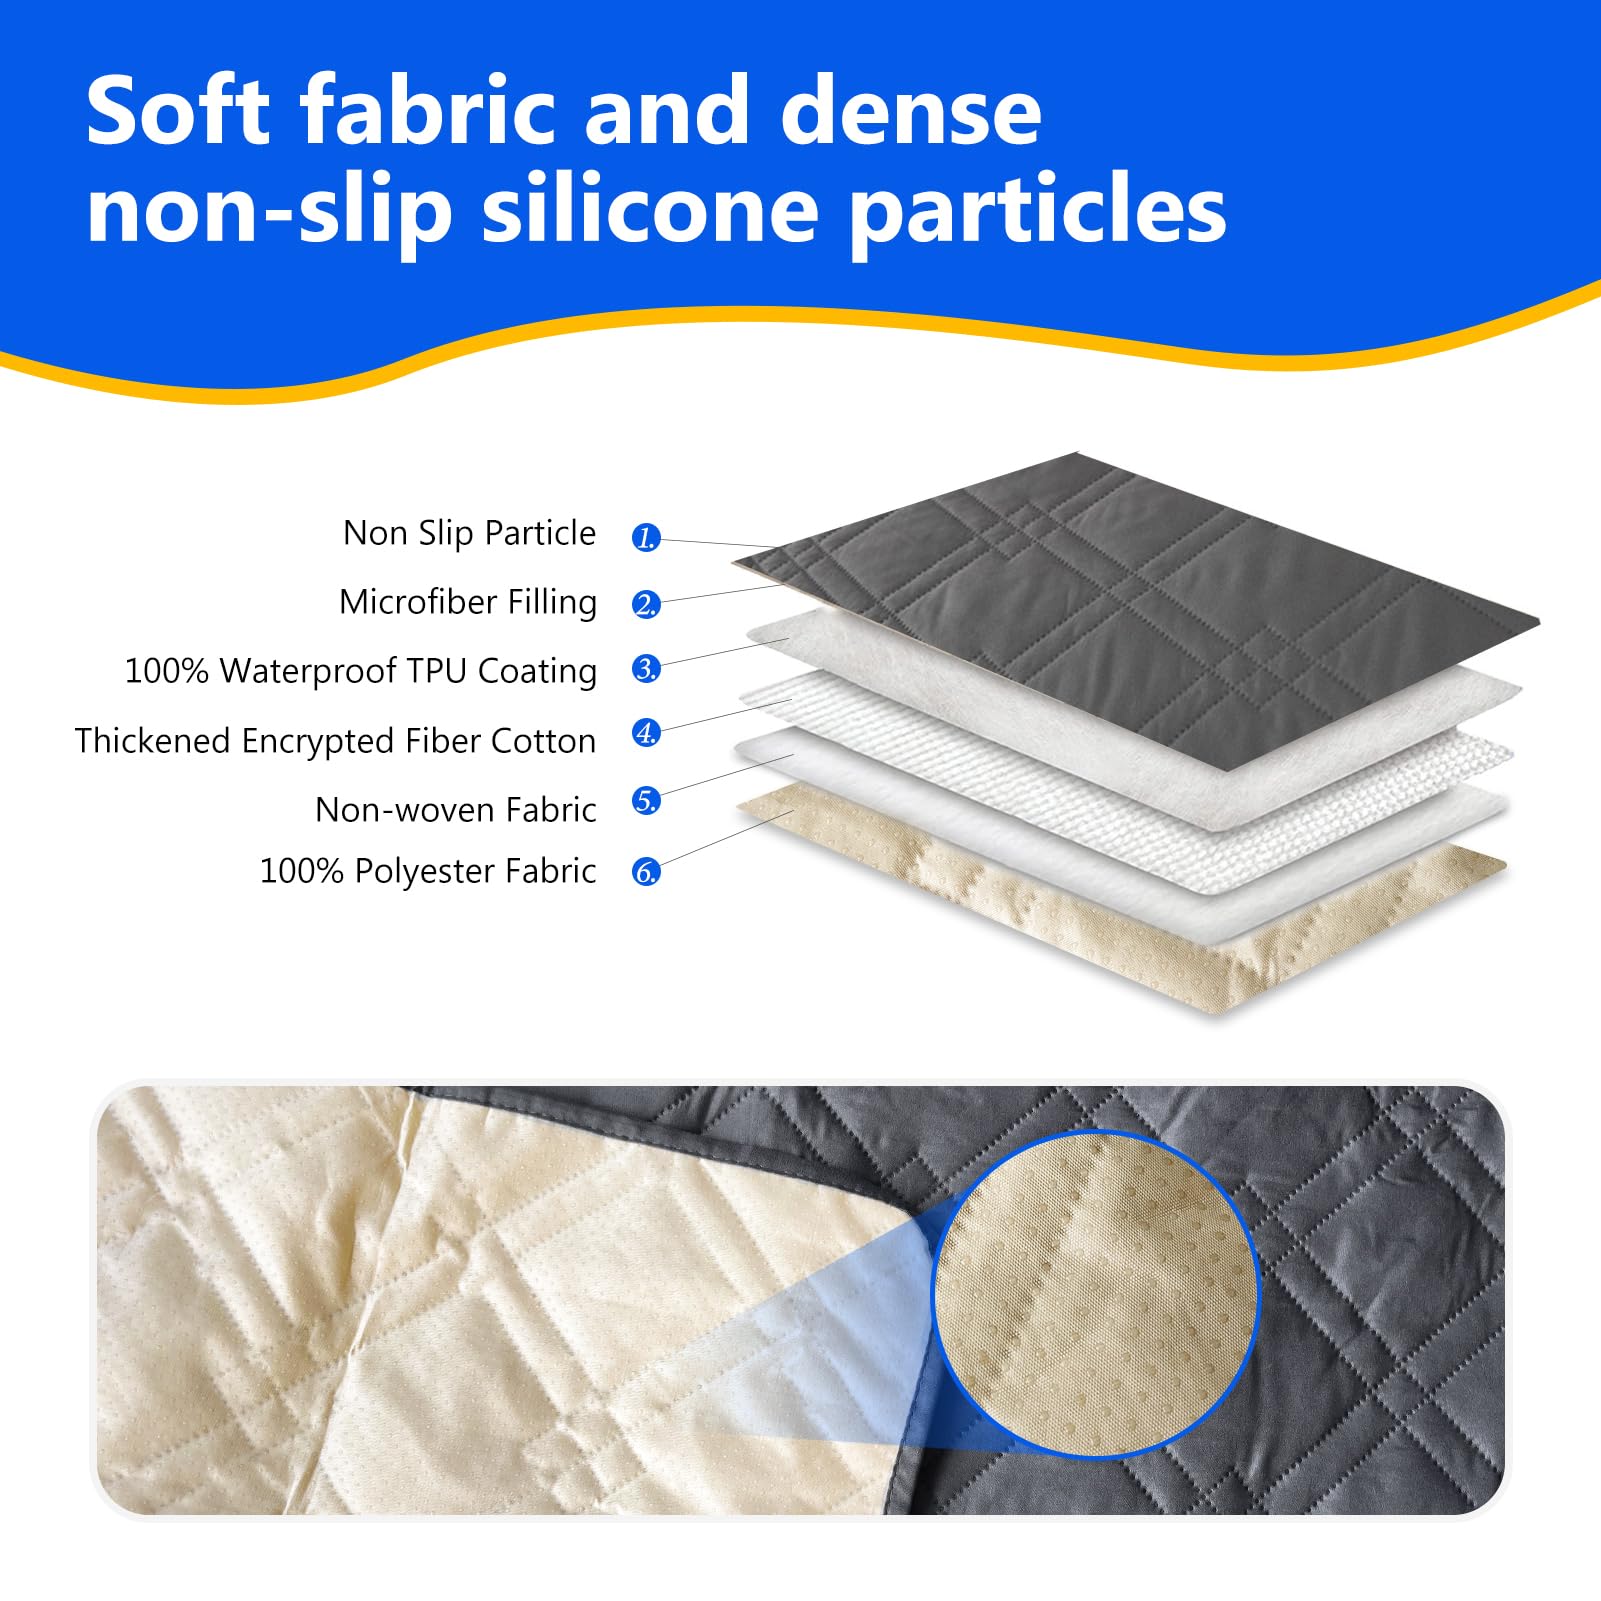 Soft fabric and dense
non-slip silicone particles
Non Slip Particle 1.
Microfiber Filling 2.
100% Waterproof TPU Coating 3.
Thickened Encrypted Fiber Cotton 4.
Non-woven Fabric 5.
100% Polyester Fabric 6.